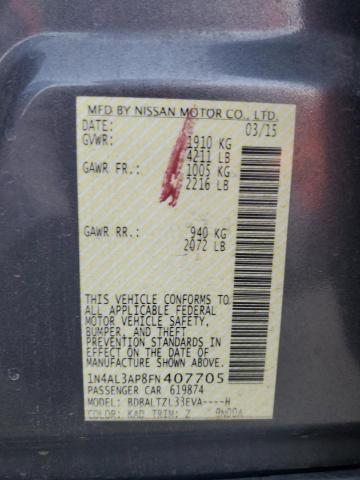 MFD BY NISSAN MOTOR CO., LTD.
DATE: 03/15
GVWR: 1910 KG
4211 LB
GAWR FR.: 1005 KG
2216 LB
GAWR RR.: 940 KG
2072 LB
THIS VEHICLE CONFORMS TO
ALL APPLICABLE FEDERAL
MOTOR VEHICLE SAFETY,
BUMPER, AND THEFT
PREVENTION STANDARDS IN
EFFECT ON THE DATE OF
MANUFACTURE SHOWN ABOVE.
1N4AL3AP8FN407705
PASSENGER CAR 619874
MODEL: BDBALTZL33EVA----H
COLOR: KAD TRIM: Z 9N00A